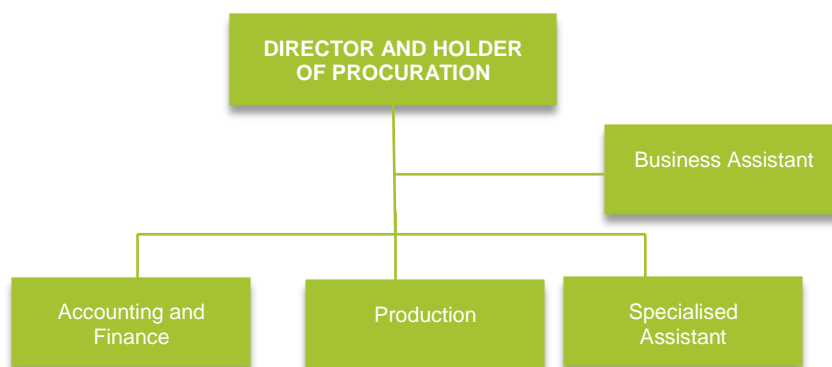 DIRECTOR AND HOLDER
OF PROCURATION
Business Assistant
Accounting and
Finance
Production
Specialised
Assistant